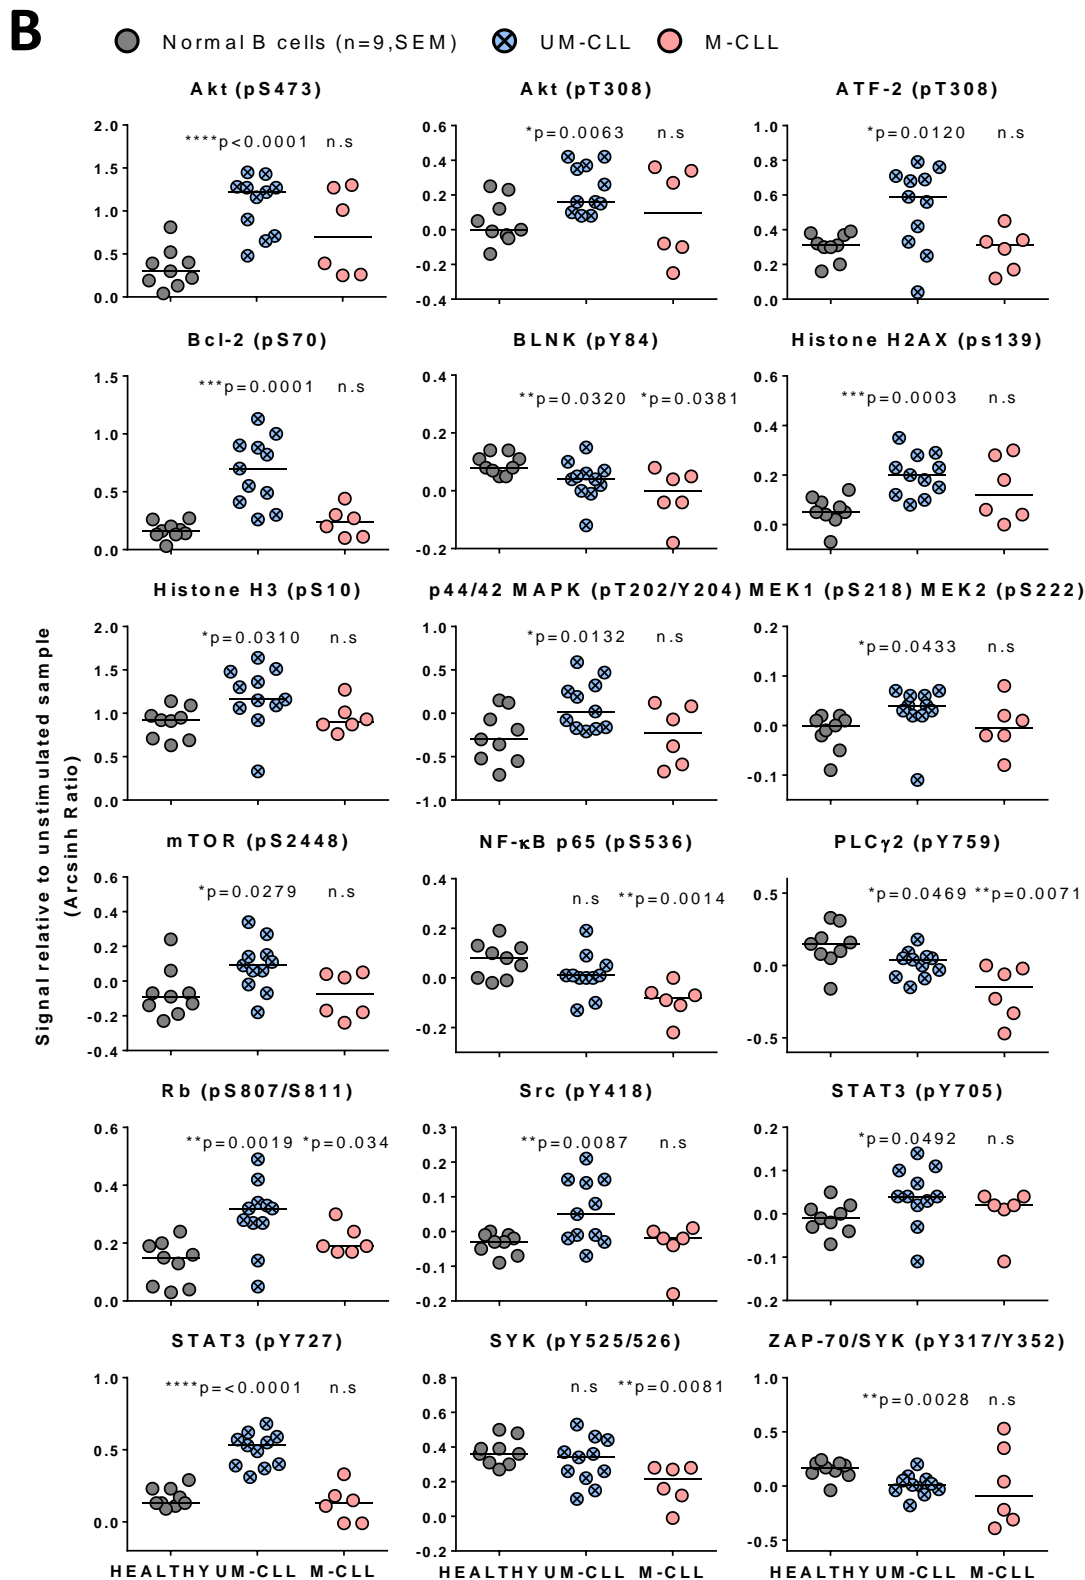 B
Normal B cells (n=9,SEM) UM-CLL M-CLL
Akt (pS473) Akt (pT308) ATF-2 (pT308)
****p<0.0001 n.s *p=0.0063 n.s *p=0.0120 n.s
2.0 1.5 1.0 0.5 0.0
0.6 0.4 0.2 0.0 -0.2 -0.4
1.0 0.8 0.6 0.4 0.2 0.0
Bcl-2 (pS70) BLNK (pY84) Histone H2AX (ps139)
***p=0.0001 n.s **p=0.0320 *p=0.0381 ***p=0.0003 n.s
1.5 1.0 0.5 0.0
0.4 0.2 0.0 -0.2
0.6 0.4 0.2 0.0
Histone H3 (pS10) p44/42 MAPK (pT202/Y204) MEK1 (pS218) MEK2 (pS222)
*p=0.0310 n.s *p=0.0132 n.s *p=0.0433 n.s
2.0 1.5 1.0 0.5 0.0
1.0 0.5 0.0 -0.5 -1.0
0.2 0.1 0.0 -0.1
Signal relative to unstimulated sample
(Arcsinh Ratio)
mTOR (pS2448) NF-κB p65 (pS536) PLCγ2 (pY759)
*p=0.0279 n.s n.s **p=0.0014 *p=0.0469 **p=0.0071
0.6 0.4 0.2 0.0 -0.2 -0.4
0.4 0.2 0.0 -0.2
0.5 0.0 -0.5
Rb (pS807/S811) Src (pY418) STAT3 (pY705)
**p=0.0019 *p=0.034 **p=0.0087 n.s *p=0.0492 n.s
0.6 0.4 0.2 0.0
0.3 0.2 0.1 0.0 -0.1 -0.2
0.2 0.1 0.0 -0.1 -0.2
STAT3 (pY727) SYK (pY525/526) ZAP-70/SYK (pY317/Y352)
****p=<0.0001 n.s n.s **p=0.0081 **p=0.0028 n.s
1.0 0.5 0.0
0.8 0.6 0.4 0.2 0.0 -0.2
1.0 0.5 0.0 -0.5
HEALTHY UM-CLL M-CLL HEALTHY UM-CLL M-CLL HEALTHY UM-CLL M-CLL